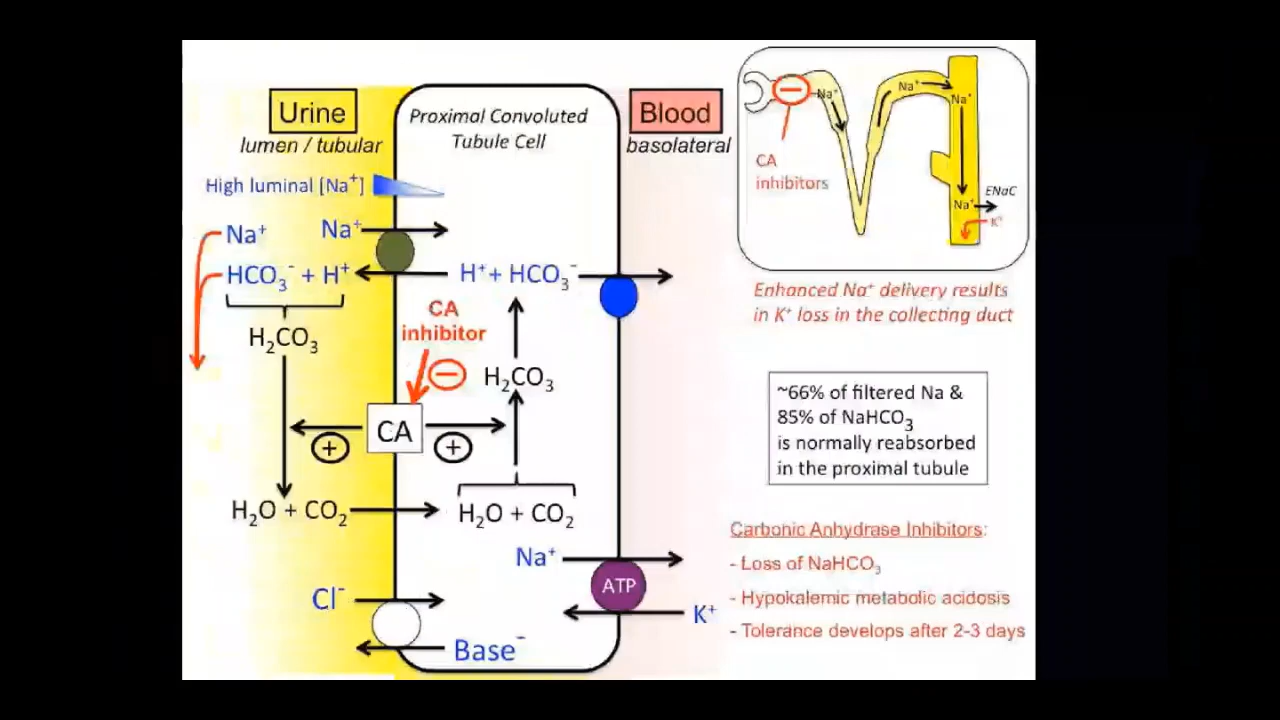 Urine
lumen / tubular
Proximal Convoluted
Tubule Cell
Blood
basolateral
High luminal [Na⁺]
Na⁺
Na⁺
HCO₃⁻ + H⁺
H⁺ + HCO₃⁻
H₂CO₃
CA
inhibitor
−
H₂CO₃
CA
+
+
H₂O + CO₂
H₂O + CO₂
Na⁺
ATP
K⁺
Cl⁻
Base⁻
−
Na⁺
Na⁺
Na⁺
CA
inhibitors
Na⁺
ENaC
K⁺
Enhanced Na⁺ delivery results
in K⁺ loss in the collecting duct
~66% of filtered Na &
85% of NaHCO₃
is normally reabsorbed
in the proximal tubule
Carbonic Anhydrase Inhibitors:
- Loss of NaHCO₃
- Hypokalemic metabolic acidosis
- Tolerance develops after 2-3 days